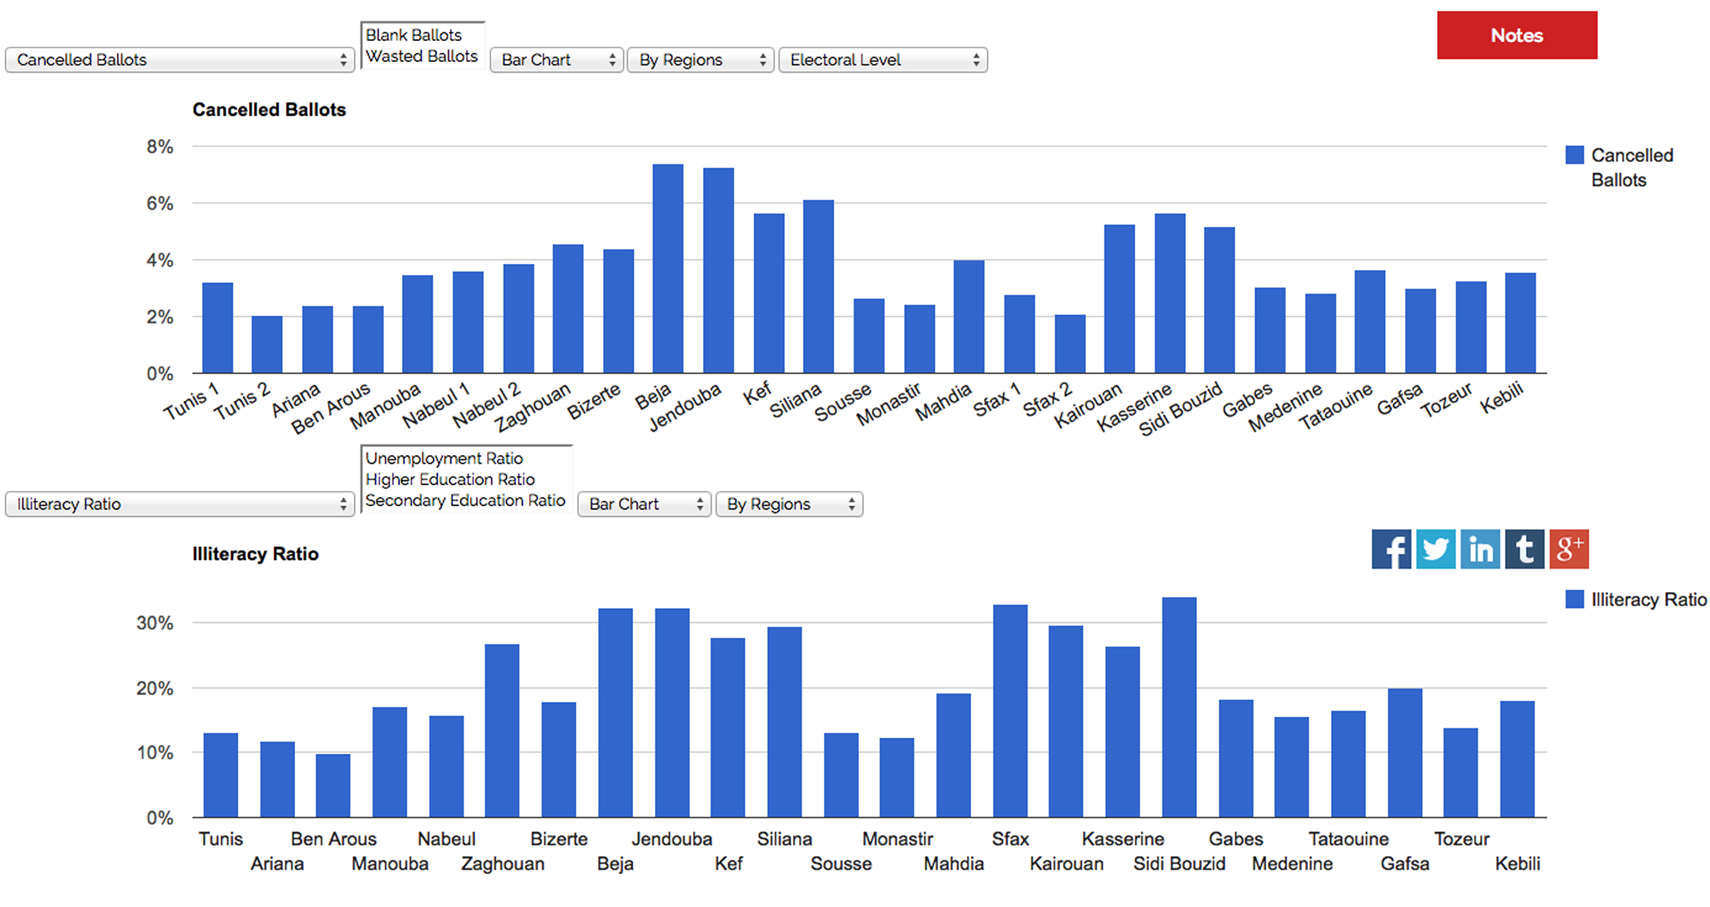 Blank Ballots
Wasted Ballots
Cancelled Ballots
Bar Chart
By Regions
Electoral Level
Notes
Cancelled Ballots
8%
6%
4%
2%
0%
Cancelled
Ballots
Tunis 1
Tunis 2
Ariana
Ben Arous
Manouba
Nabeul 1
Nabeul 2
Zaghouan
Bizerte
Beja
Jendouba
Kef
Siliana
Sousse
Monastir
Mahdia
Sfax 1
Sfax 2
Kairouan
Kasserine
Sidi Bouzid
Gabes
Medenine
Tataouine
Gafsa
Tozeur
Kebili
Unemployment Ratio
Higher Education Ratio
Secondary Education Ratio
Illiteracy Ratio
Bar Chart
By Regions
Illiteracy Ratio
f
in
t
g+
Illiteracy Ratio
30%
20%
10%
0%
Tunis
Ariana
Ben Arous
Manouba
Nabeul
Zaghouan
Bizerte
Beja
Jendouba
Kef
Siliana
Sousse
Monastir
Mahdia
Sfax
Kairouan
Kasserine
Sidi Bouzid
Gabes
Medenine
Tataouine
Gafsa
Tozeur
Kebili